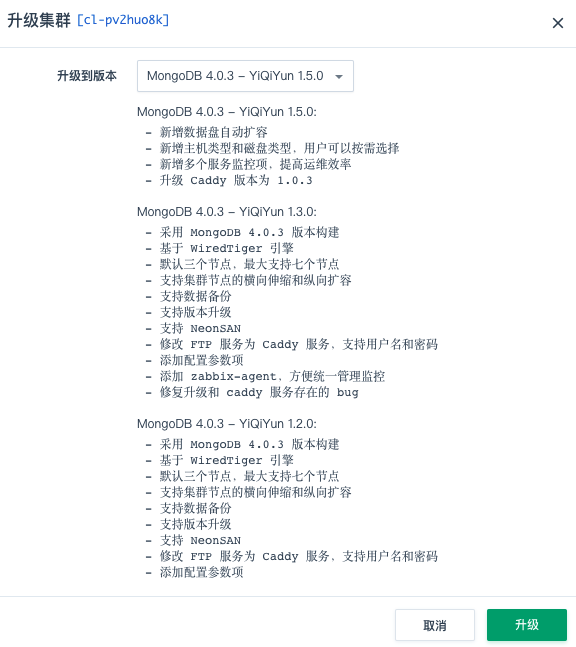 升级集群 [cl-pv2huo8k]
升级到版本
MongoDB 4.0.3 – YiQiYun 1.5.0
MongoDB 4.0.3 – YiQiYun 1.5.0:
- 新增数据盘自动扩容
- 新增主机类型和磁盘类型，用户可以按需选择
- 新增多个服务监控项，提高运维效率
- 升级 Caddy 版本为 1.0.3
MongoDB 4.0.3 – YiQiYun 1.3.0:
- 采用 MongoDB 4.0.3 版本构建
- 基于 WiredTiger 引擎
- 默认三个节点，最大支持七个节点
- 支持集群节点的横向伸缩和纵向扩容
- 支持数据备份
- 支持版本升级
- 支持 NeonSAN
- 修改 FTP 服务为 Caddy 服务，支持用户名和密码
- 添加配置参数项
- 添加 zabbix-agent，方便统一管理监控
- 修复升级和 caddy 服务存在的 bug
MongoDB 4.0.3 – YiQiYun 1.2.0:
- 采用 MongoDB 4.0.3 版本构建
- 基于 WiredTiger 引擎
- 默认三个节点，最大支持七个节点
- 支持集群节点的横向伸缩和纵向扩容
- 支持数据备份
- 支持版本升级
- 支持 NeonSAN
- 修改 FTP 服务为 Caddy 服务，支持用户名和密码
- 添加配置参数项
取消
升级